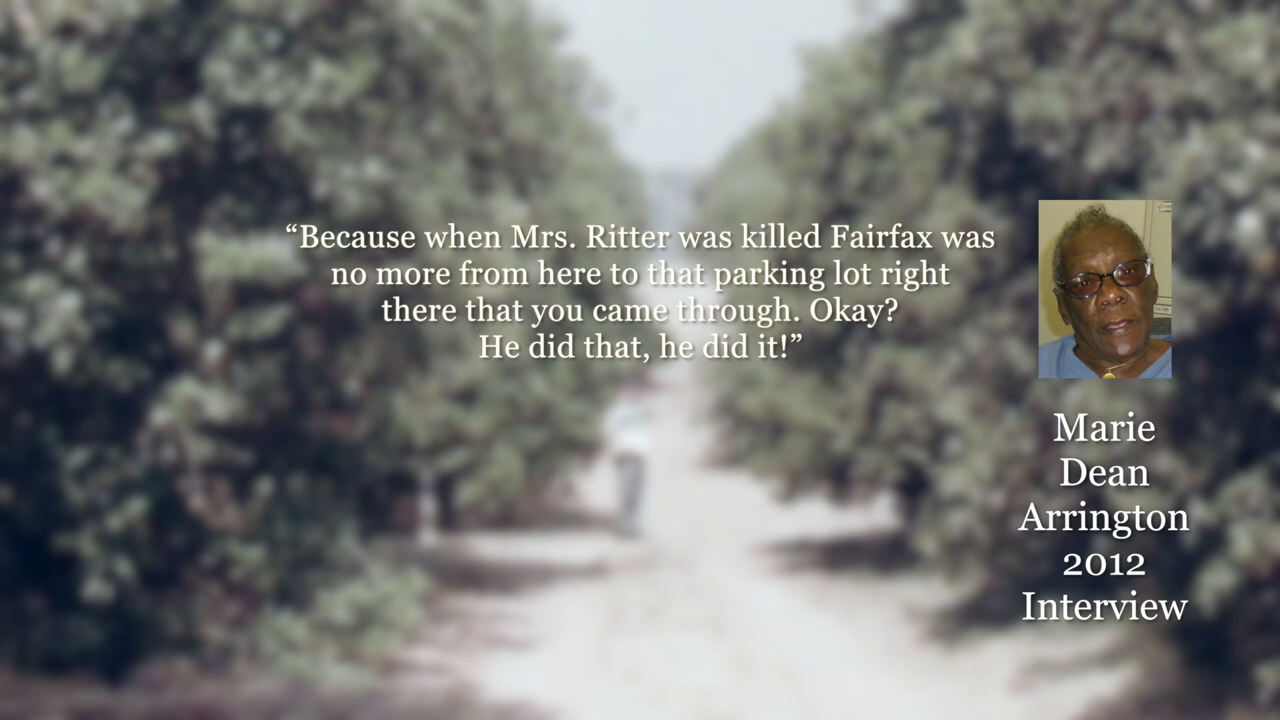 “Because when Mrs. Ritter was killed Fairfax was
no more from here to that parking lot right
there that you came through. Okay?
He did that, he did it!”
Marie
Dean
Arrington
2012
Interview